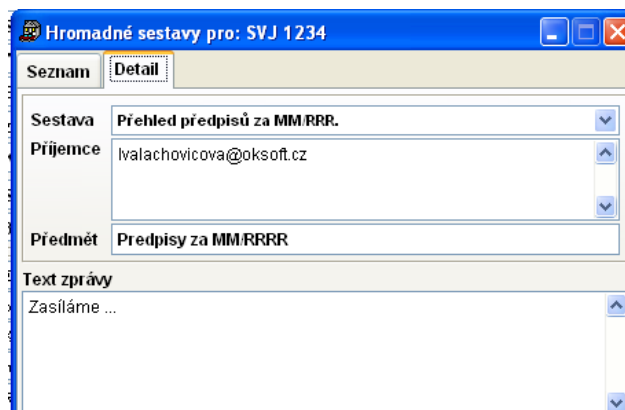 Hromadné sestavy pro: SVJ 1234
Seznam Detail
Sestava Přehled předpisů za MM/RRR.
Příjemce lvalachovicova@oksoft.cz
Předmět Predpisy za MM/RRRR
Text zprávy
Zasíláme ...